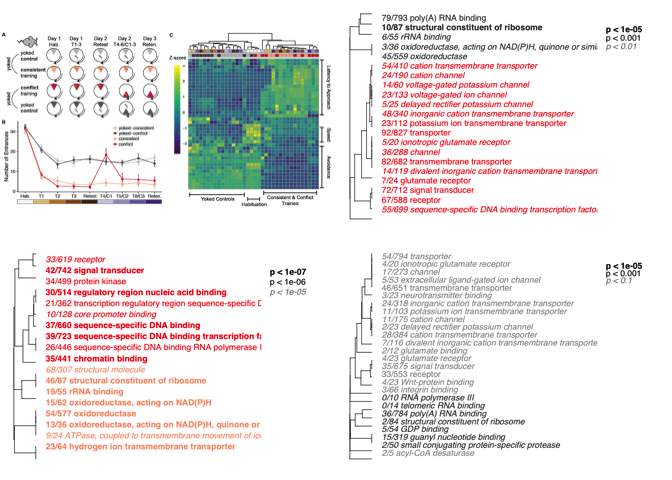 A
Day 1
Hab.
Day 1
T1-3
Day 2
Retest
Day 2
T4-6/C1-3
Day 3
Reten.
yoked
control
consistent
training
conflict
training
yoked
control
yoked
yoked
B
Number of Entrances
30
20
10
0
yoked-consistent
yoked-conflict
consistent
conflict
Hab. T1 T2 T3 Retest T4/C1 T5/C2 T6/C3 Reten.
C
Z-score
Latency to Approach
Speed
Avoidance
Yoked Controls
Habituation
Consistent & Conflict
Trained
79/793 poly(A) RNA binding
10/87 structural constituent of ribosome
6/55 rRNA binding
3/36 oxidoreductase, acting on NAD(P)H, quinone or simi
45/559 oxidoreductase
54/410 cation transmembrane transporter
24/190 cation channel
14/60 voltage-gated potassium channel
23/133 voltage-gated ion channel
5/25 delayed rectifier potassium channel
48/340 inorganic cation transmembrane transporter
23/112 potassium ion transmembrane transporter
92/827 transporter
5/20 ionotropic glutamate receptor
36/288 channel
82/682 transmembrane transporter
14/119 divalent inorganic cation transmembrane transport
7/24 glutamate receptor
72/712 signal transducer
67/588 receptor
55/699 sequence-specific DNA binding transcription facto
p < 1e-05
p < 0.001
p < 0.01
33/619 receptor
42/742 signal transducer
34/499 protein kinase
30/514 regulatory region nucleic acid binding
21/362 transcription regulatory region sequence-specific D
10/128 core promoter binding
37/660 sequence-specific DNA binding
39/723 sequence-specific DNA binding transcription fa
26/446 sequence-specific DNA binding RNA polymerase I
35/441 chromatin binding
68/307 structural molecule
46/87 structural constituent of ribosome
19/55 rRNA binding
15/62 oxidoreductase, acting on NAD(P)H
54/577 oxidoreductase
13/36 oxidoreductase, acting on NAD(P)H, quinone or
9/24 ATPase, coupled to transmembrane movement of ion
23/64 hydrogen ion transmembrane transporter
p < 1e-07
p < 1e-06
p < 1e-05
54/794 transporter
4/20 ionotropic glutamate receptor
17/273 channel
5/53 extracellular ligand-gated ion channel
46/651 transmembrane transporter
3/23 neurotransmitter binding
24/318 inorganic cation transmembrane transporter
11/103 potassium ion transmembrane transporter
11/175 cation channel
2/23 delayed rectifier potassium channel
28/384 cation transmembrane transporter
7/116 divalent inorganic cation transmembrane transporte
2/12 glutamate binding
4/23 glutamate receptor
35/675 signal transducer
33/553 receptor
4/23 Wnt-protein binding
3/66 integrin binding
0/10 RNA polymerase III
0/14 telomeric RNA binding
36/784 poly(A) RNA binding
2/84 structural constituent of ribosome
5/54 GDP binding
15/319 guanyl nucleotide binding
2/50 small conjugating protein-specific protease
2/5 acyl-CoA desaturase
p < 1e-05
p < 0.001
p < 0.1